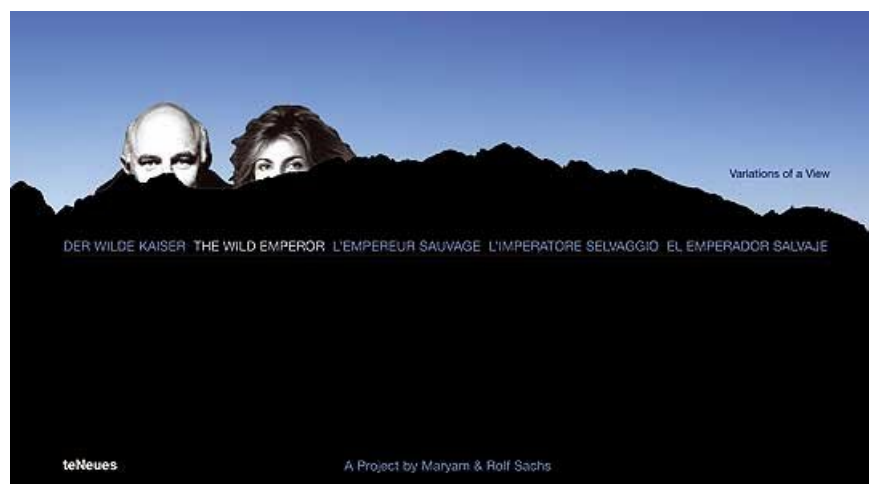 Variations of a View
DER WILDE KAISER THE WILD EMPEROR L'EMPEREUR SAUVAGE L'IMPERATORE SELVAGGIO EL EMPERADOR SALVAJE
teNeues
A Project by Maryam & Rolf Sachs